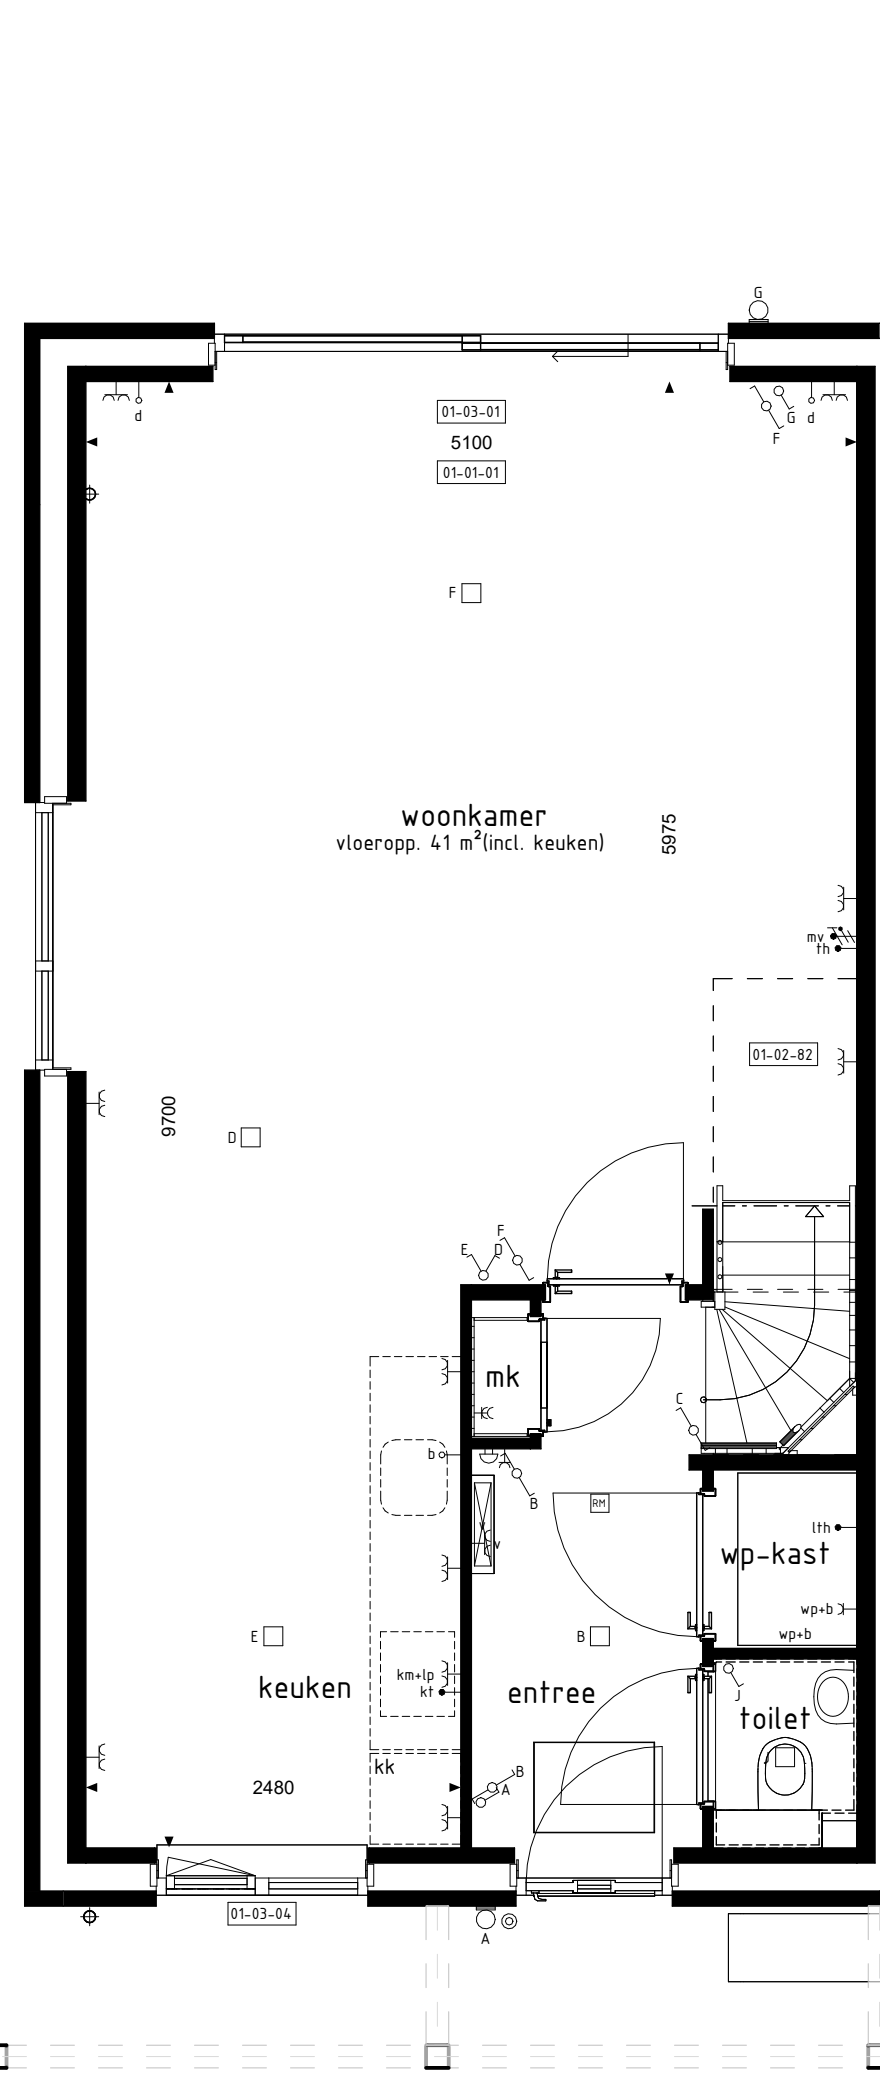 G
01-03-01
5100
01-01-01
d
G
d
F
F
woonkamer
vloeropp. 41 m²(incl. keuken)
5975
mv
th
01-02-82
9700
D
F
E
D
mk
C
b
B
RM
v
lth
wp-kast
wp+b
wp+b
E
B
km+lp
kt
keuken
entree
J
toilet
J
kk
2480
B
A
01-03-04
A